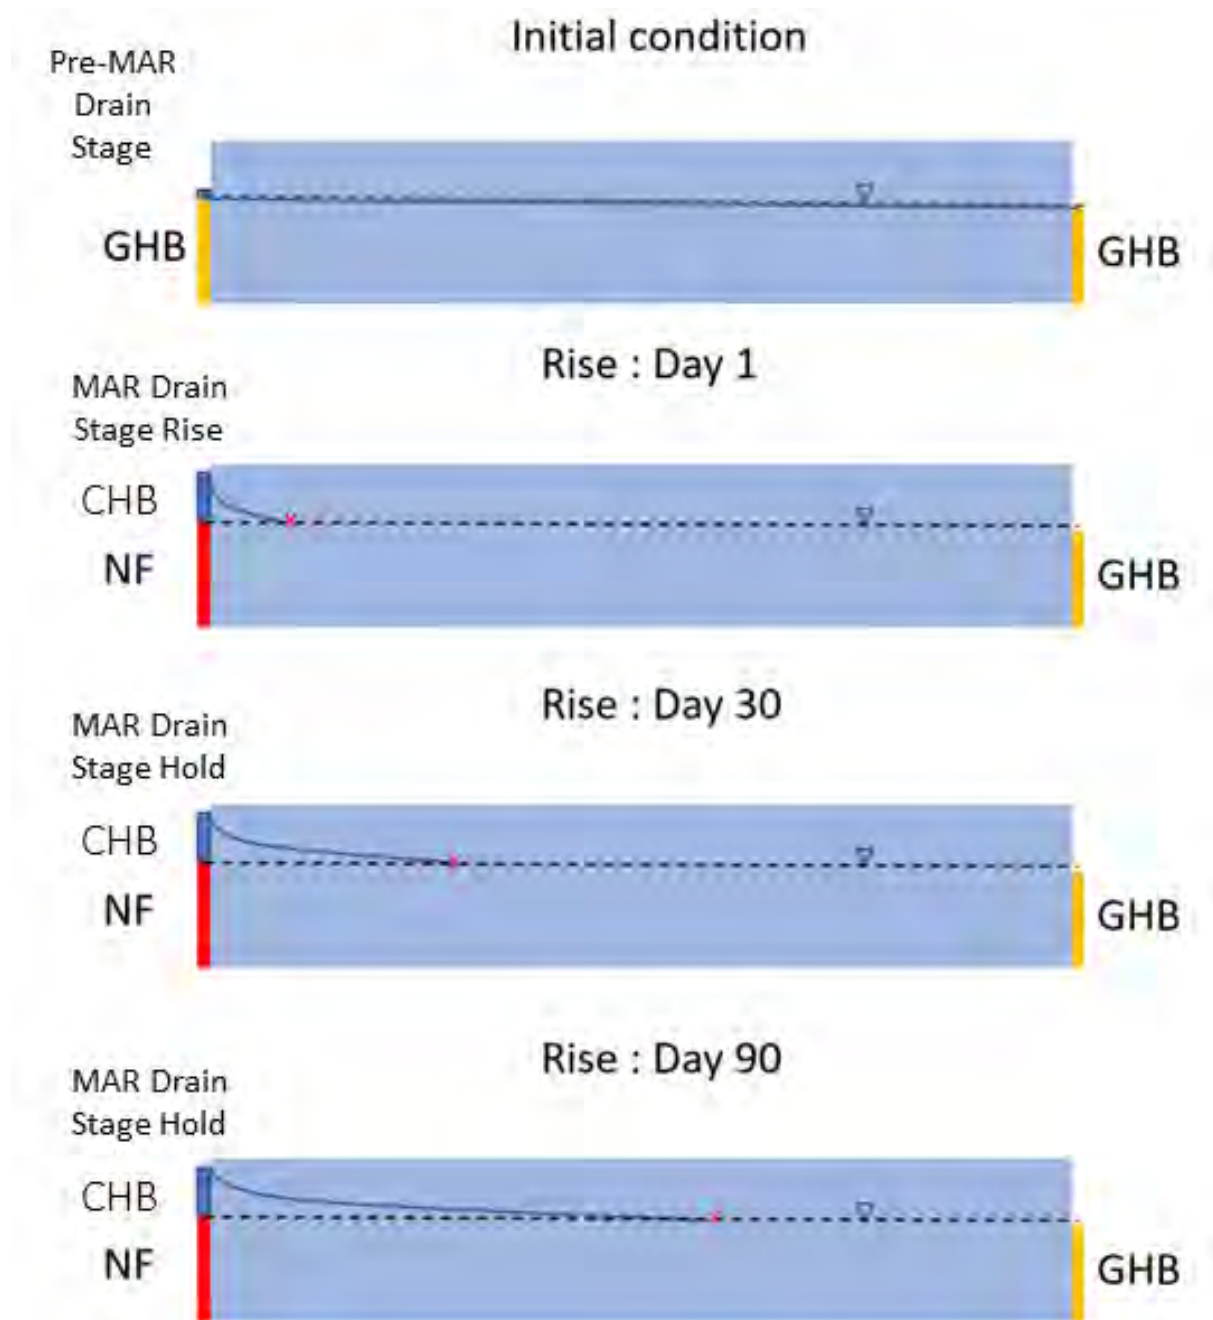 Initial condition
Pre-MAR
Drain
Stage
GHB
GHB
Rise : Day 1
MAR Drain
Stage Rise
CHB
NF
GHB
Rise : Day 30
MAR Drain
Stage Hold
CHB
NF
GHB
Rise : Day 90
MAR Drain
Stage Hold
CHB
NF
GHB